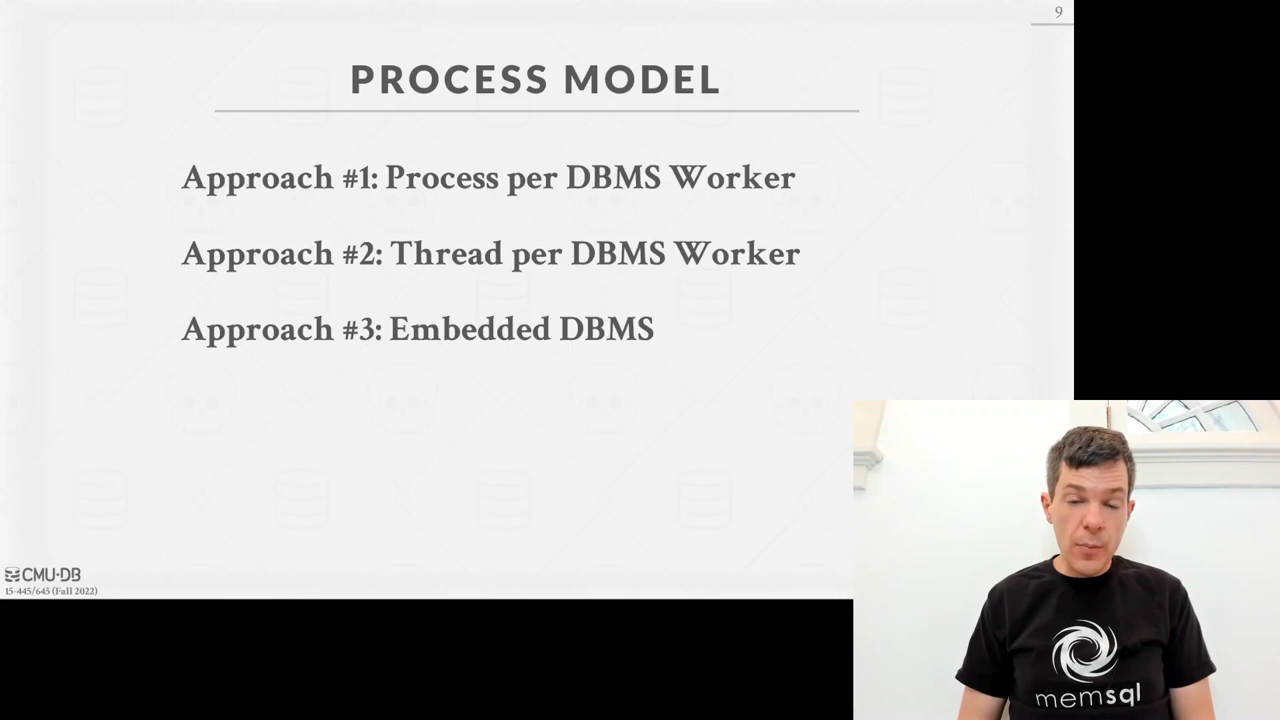 9
PROCESS MODEL
Approach #1: Process per DBMS Worker
Approach #2: Thread per DBMS Worker
Approach #3: Embedded DBMS
CMU·DB
15-445/645 (Fall 2022)
memsql